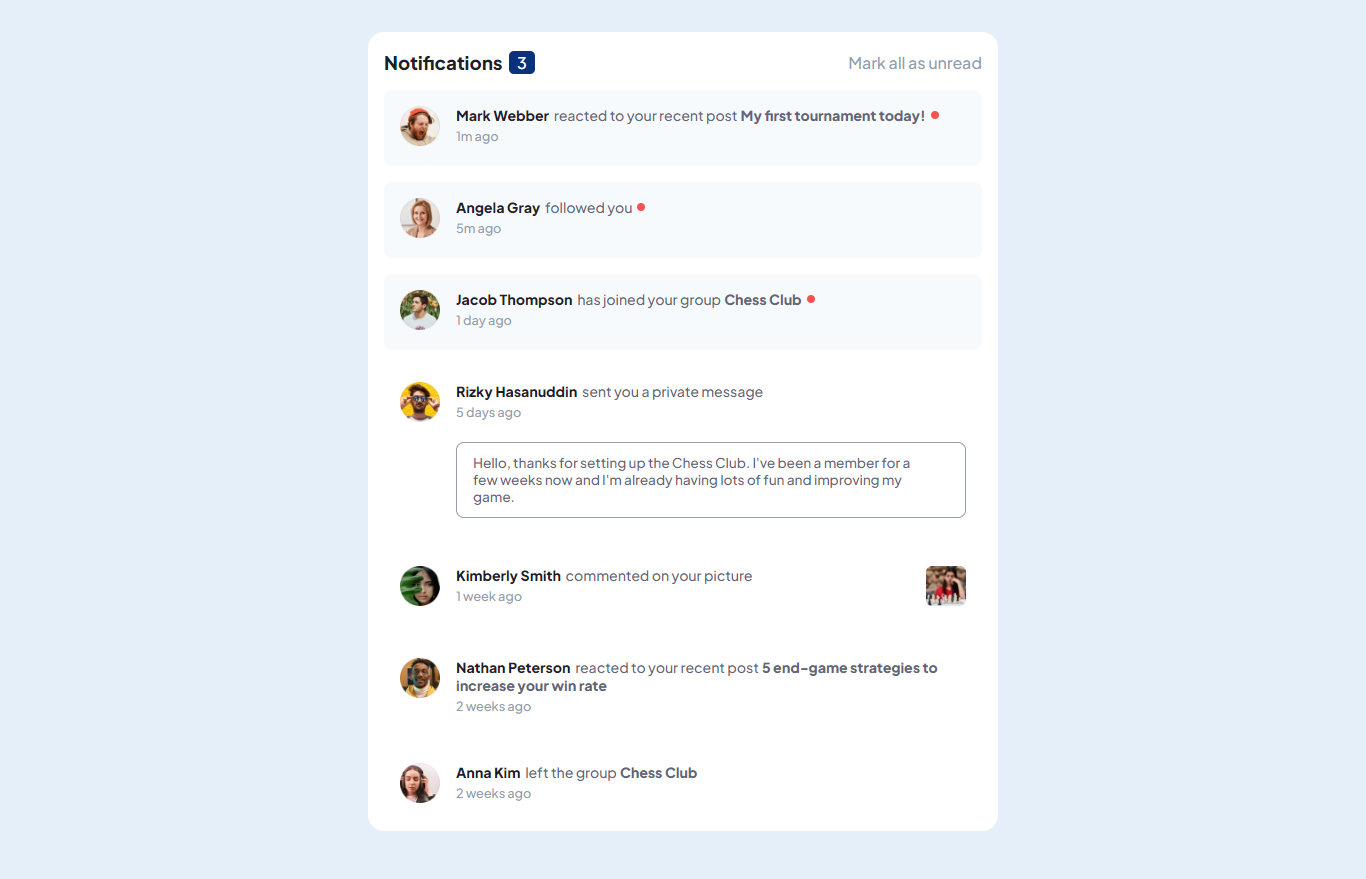 Notifications 3
Mark all as unread
Mark Webber reacted to your recent post My first tournament today!
1m ago
Angela Gray followed you
5m ago
Jacob Thompson has joined your group Chess Club
1 day ago
Rizky Hasanuddin sent you a private message
5 days ago
Hello, thanks for setting up the Chess Club. I've been a member for a
few weeks now and I'm already having lots of fun and improving my
game.
Kimberly Smith commented on your picture
1 week ago
Nathan Peterson reacted to your recent post 5 end-game strategies to
increase your win rate
2 weeks ago
Anna Kim left the group Chess Club
2 weeks ago